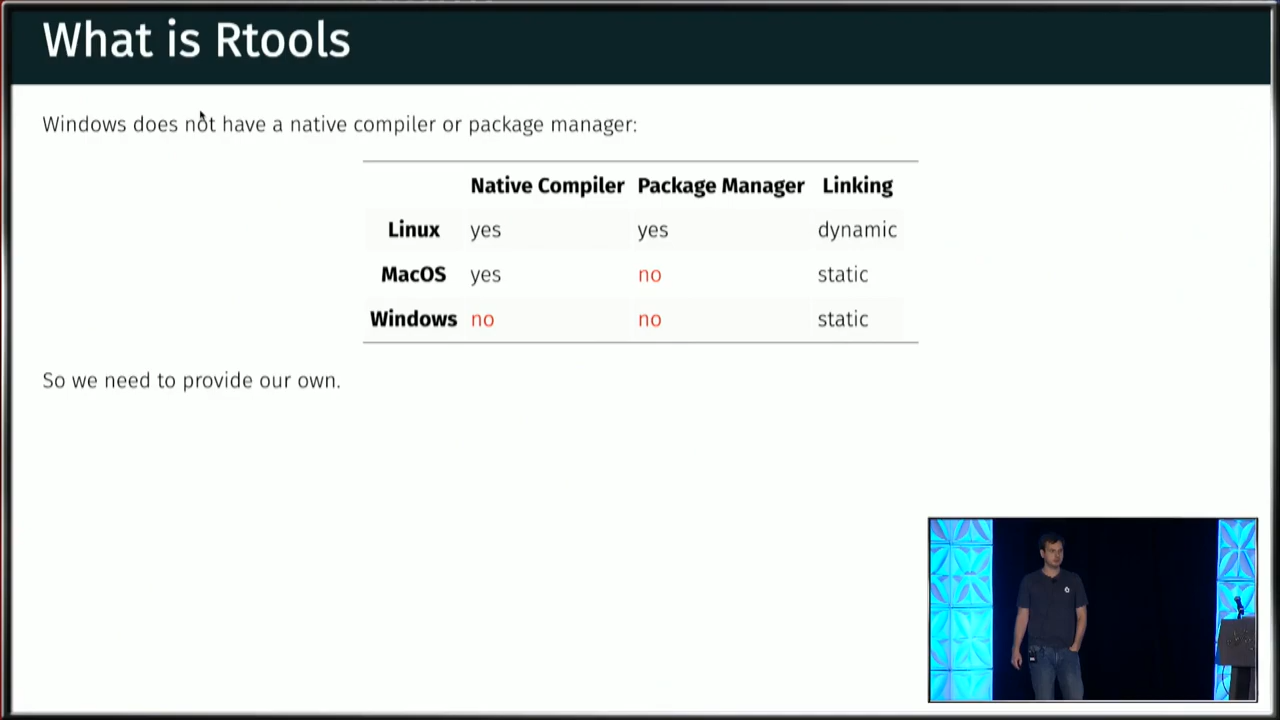 What is Rtools
Windows does not have a native compiler or package manager:
Native Compiler Package Manager Linking
Linux yes yes dynamic
MacOS yes no static
Windows no no static
So we need to provide our own.